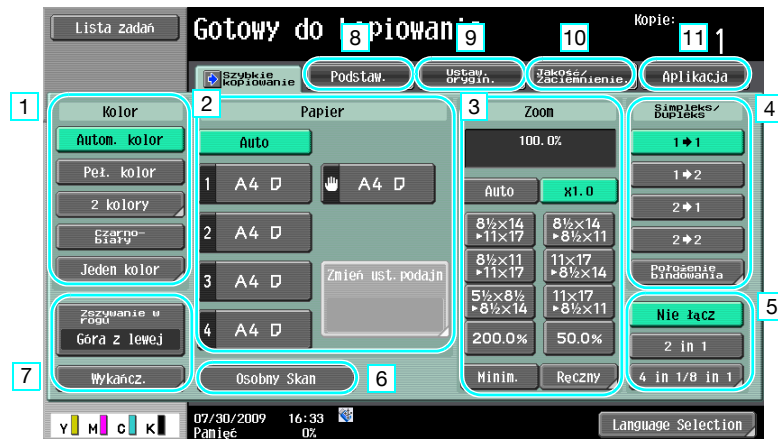 Lista zadań
Gotowy do kopiowani
Kopie:
1
8
9
10
11
Szybkie
kopiowanie
Podstaw.
Ustaw.
orygin.
Jakość/
zaciemnienie.
Aplikacja
1
Kolor
Autom. kolor
Peł. kolor
2 kolory
Czarno-
biały
Jeden kolor
2
Papier
Auto
1 A4
A4
2 A4
3 A4
Zmień ust.podajn
4 A4
3
Zoom
100.0%
Auto
x1.0
8½×14
▸11×17
8½×14
▸8½×11
8½×11
▸11×17
11×17
▸8½×14
5½×8½
▸8½×14
11×17
▸8½×11
200.0%
50.0%
Minim.
Ręczny
4
Simpleks/
Dupleks
1➧1
1➧2
2➧1
2➧2
Położenie
bindowania
5
Nie łącz
2 in 1
4 in 1/8 in 1
Zszywanie w
rogu
Góra z lewej
7
Wykańcz.
Osobny Skan
6
Y M C K
07/30/2009 16:33
Pamięć 0%
Language Selection